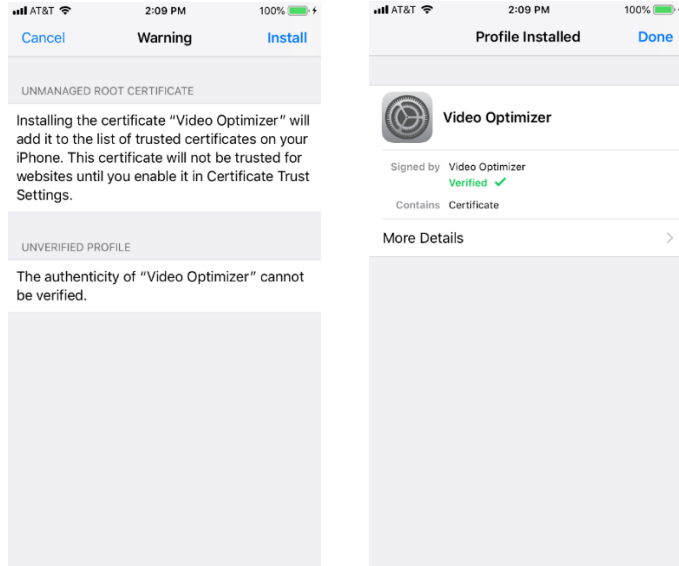 AT&T 2:09 PM 100%
Cancel Warning Install
UNMANAGED ROOT CERTIFICATE
Installing the certificate “Video Optimizer” will
add it to the list of trusted certificates on your
iPhone. This certificate will not be trusted for
websites until you enable it in Certificate Trust
Settings.
UNVERIFIED PROFILE
The authenticity of “Video Optimizer” cannot
be verified.
AT&T 2:09 PM 100%
Profile Installed Done
Video Optimizer
Signed by Video Optimizer
Verified ✓
Contains Certificate
More Details